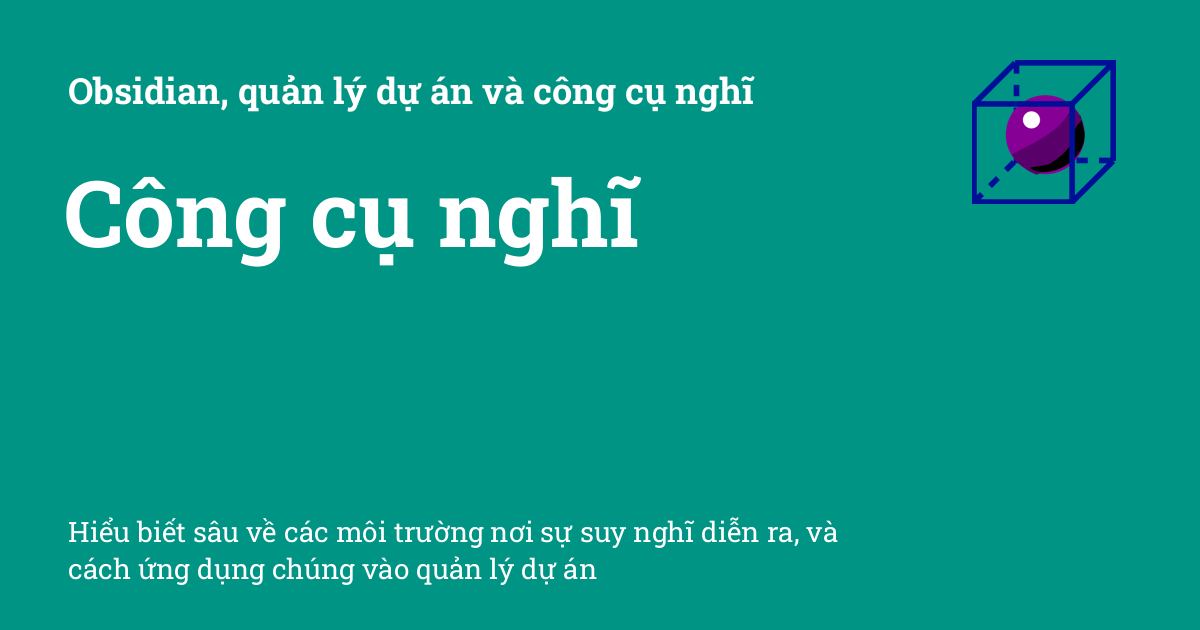 Obsidian, quản lý dự án và công cụ nghĩ
Công cụ nghĩ
Hiểu biết sâu về các môi trường nơi sự suy nghĩ diễn ra, và
cách ứng dụng chúng vào quản lý dự án